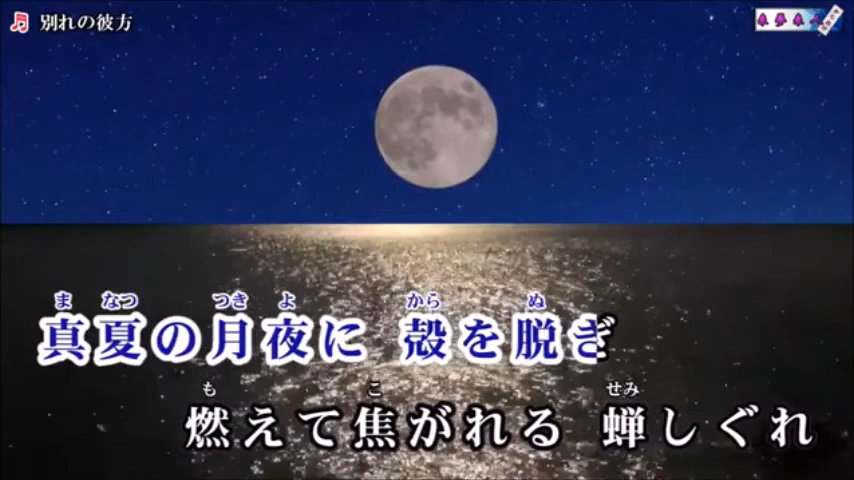 別れの彼方
真夏の月夜に 殻を脱ぎ
燃えて焦がれる 蝉しぐれ
ま なつ つき よ から ぬ
も こ せみ